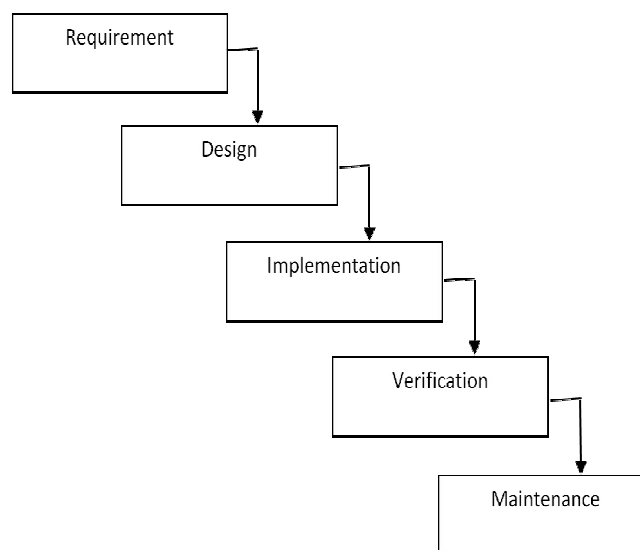 Requirement
Design
Implementation
Verification
Maintenance